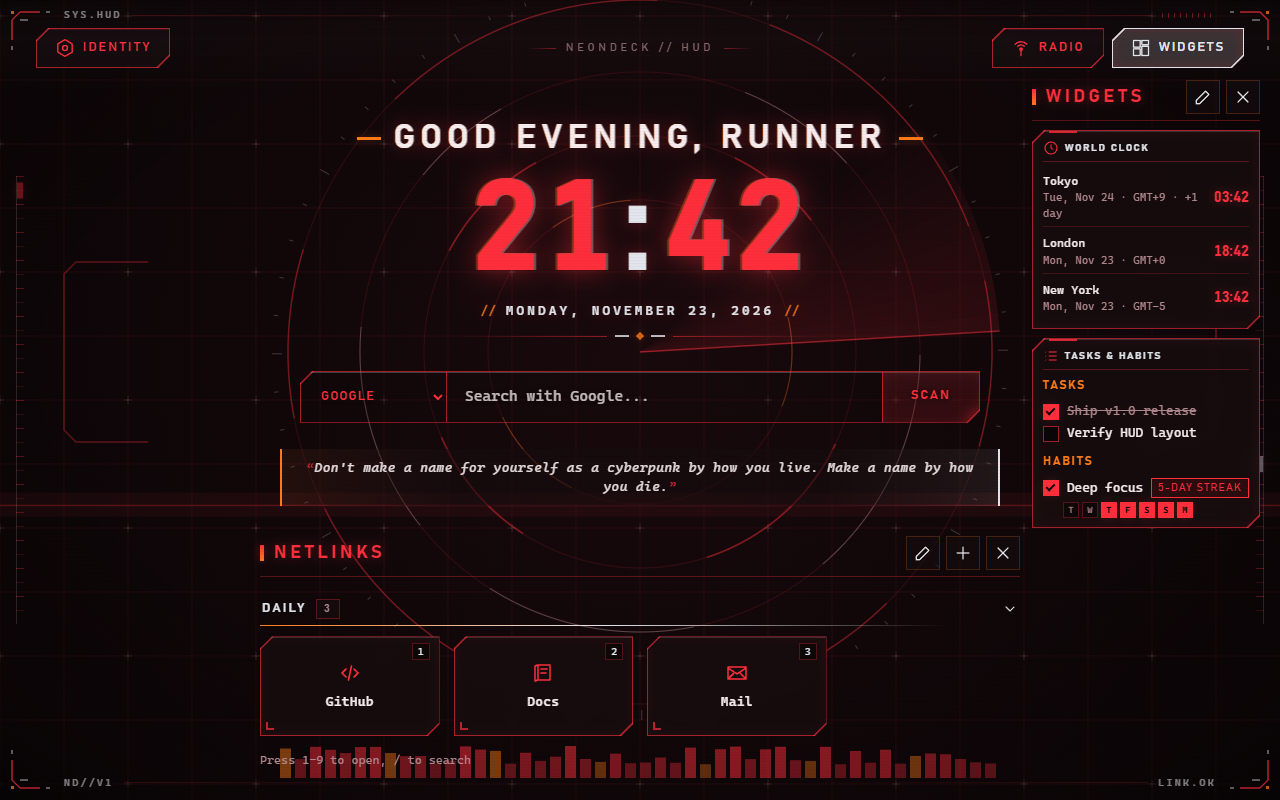 SYS.HUD
IDENTITY
NEONDECK // HUD
RADIO
WIDGETS
GOOD EVENING, RUNNER
21:42
// MONDAY, NOVEMBER 23, 2026 //
GOOGLE
Search with Google...
SCAN
“Don't make a name for yourself as a cyberpunk by how you live. Make a name by how
you die.”
NETLINKS
DAILY 3
1
GitHub
2
Docs
3
Mail
Press 1-9 to open, / to search
WIDGETS
WORLD CLOCK
Tokyo
Tue, Nov 24 · GMT+9 · +1
day
03:42
London
Mon, Nov 23 · GMT+0
18:42
New York
Mon, Nov 23 · GMT-5
13:42
TASKS & HABITS
TASKS
Ship v1.0 release
Verify HUD layout
HABITS
Deep focus 5-DAY STREAK
T W T F S S M
ND//V1
LINK.OK